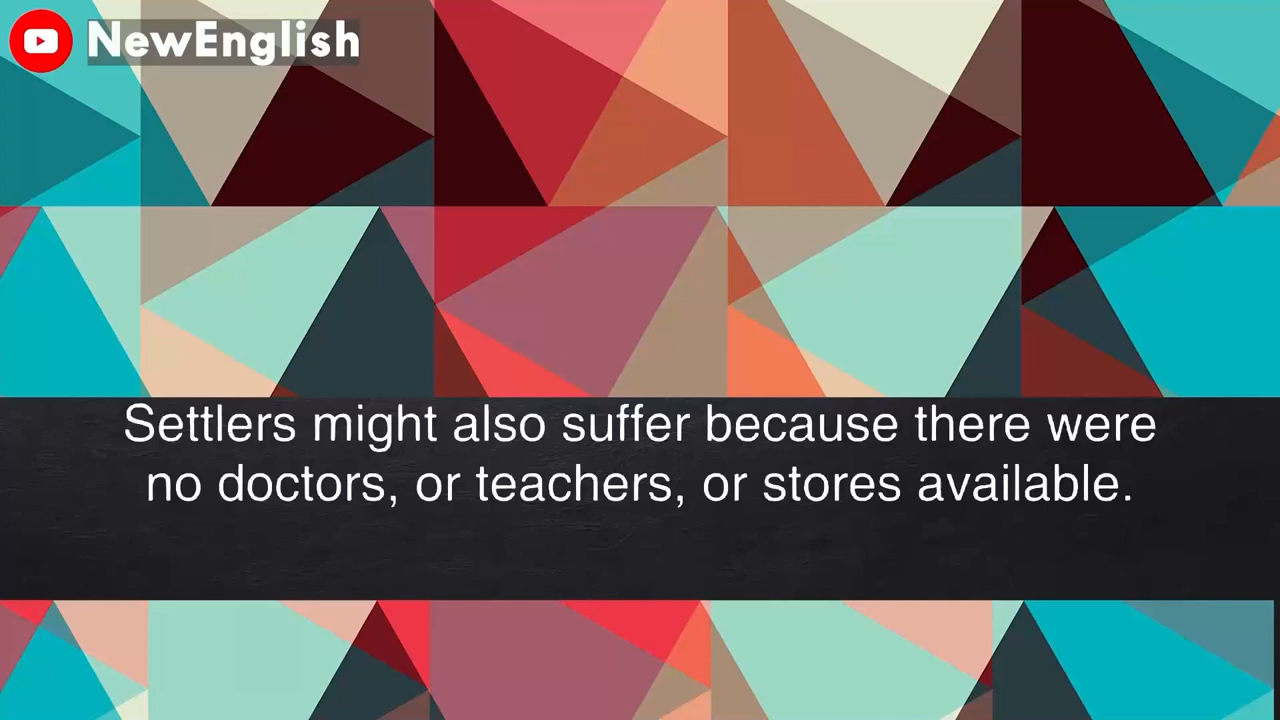 NewEnglish
Settlers might also suffer because there were
no doctors, or teachers, or stores available.